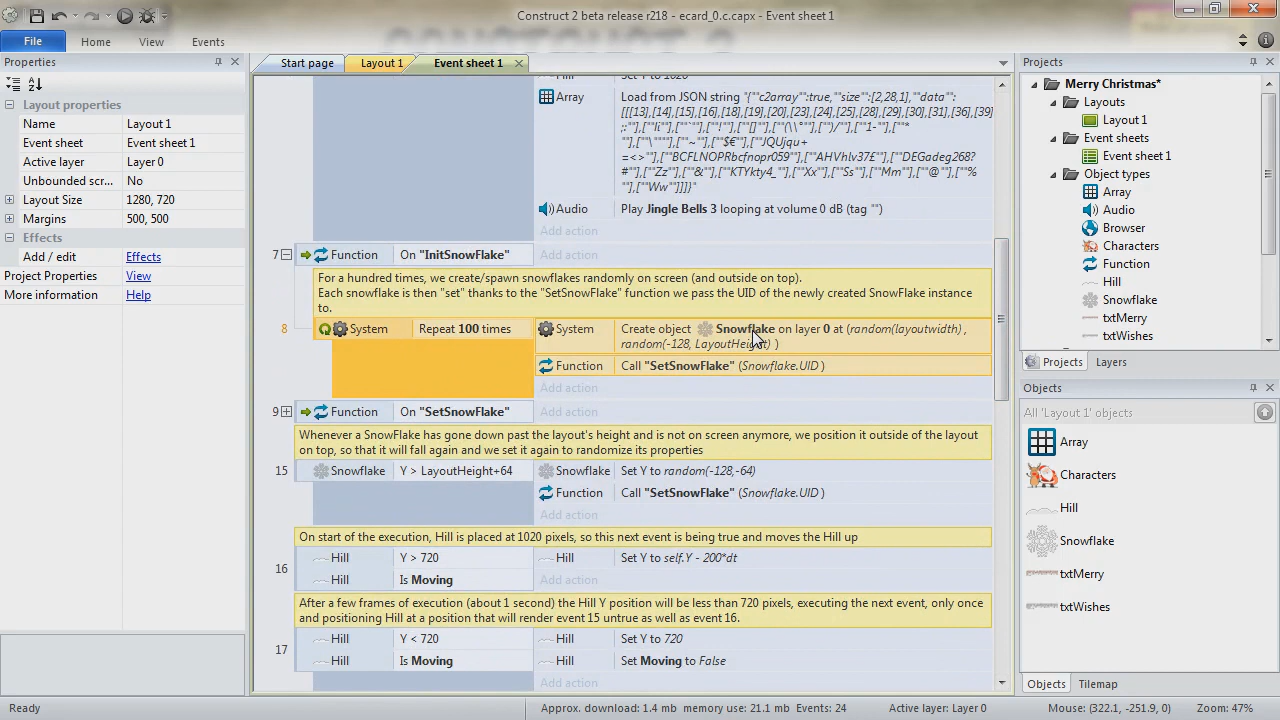 Construct 2 beta release r218 - ecard_0.c.capx - Event sheet 1
File
Home
View
Events
Properties
Layout properties
Name
Layout 1
Event sheet
Event sheet 1
Active layer
Layer 0
Unbounded scr...
No
Layout Size
1280, 720
Margins
500, 500
Effects
Add / edit
Effects
Project Properties
View
More information
Help
Start page
Layout 1
Event sheet 1
Array
Load from JSON string "{""c2array"":true,""size"":[2,28,1],""data"":
Audio
Play Jingle Bells 3 looping at volume 0 dB (tag "")
Add action
7
Function
On "InitSnowFlake"
Add action
For a hundred times, we create/spawn snowflakes randomly on screen (and outside on top).
Each snowflake is then "set" thanks to the "SetSnowFlake" function we pass the UID of the newly created SnowFlake instance
to.
8
System
Repeat 100 times
System
Create object Snowflake on layer 0 at (random(layoutwidth) ,
random(-128, LayoutHeight) )
Function
Call "SetSnowFlake" (Snowflake.UID )
Add action
9
Function
On "SetSnowFlake"
Add action
Whenever a SnowFlake has gone down past the layout's height and is not on screen anymore, we position it outside of the layout
on top, so that it will fall again and we set it again to randomize its properties
15
Snowflake
Y > LayoutHeight+64
Snowflake
Set Y to random(-128,-64)
Function
Call "SetSnowFlake" (Snowflake.UID )
Add action
On start of the execution, Hill is placed at 1020 pixels, so this next event is being true and moves the Hill up
16
Hill
Y > 720
Hill
Set Y to self.Y - 200*dt
Hill
Is Moving
Add action
After a few frames of execution (about 1 second) the Hill Y position will be less than 720 pixels, executing the next event, only once
and positioning Hill at a position that will render event 15 untrue as well as event 16.
17
Hill
Y < 720
Hill
Set Y to 720
Hill
Is Moving
Hill
Set Moving to False
Add action
Projects
Merry Christmas*
Layouts
Layout 1
Event sheets
Event sheet 1
Object types
Array
Audio
Browser
Characters
Function
Hill
Snowflake
txtMerry
txtWishes
Projects
Layers
Objects
All 'Layout 1' objects
Array
Characters
Hill
Snowflake
txtMerry
txtWishes
Objects
Tilemap
Ready
Approx. download: 1.4 mb
memory use: 21.1 mb
Events: 24
Active layer: Layer 0
Mouse: (322.1, -251.9, 0)
Zoom: 47%